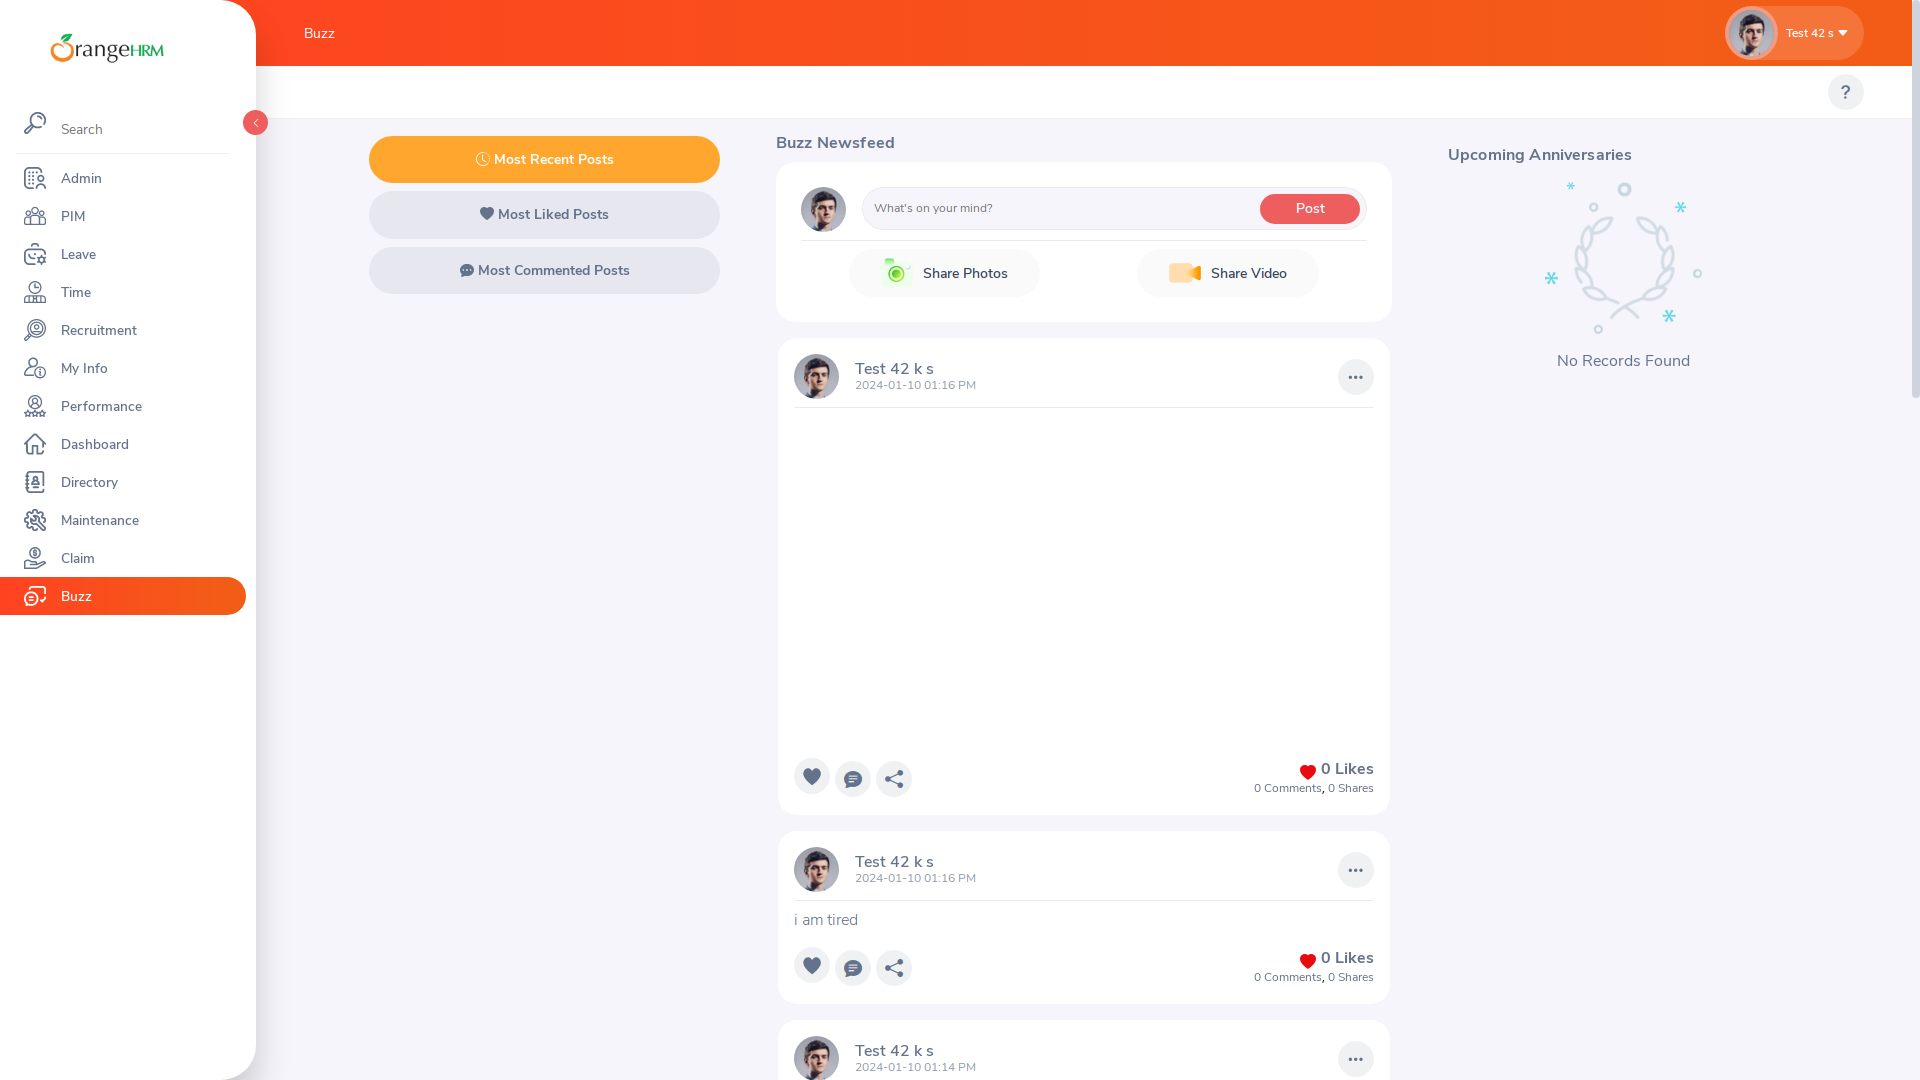 OrangeHRM
Search
Admin
PIM
Leave
Time
Recruitment
My Info
Performance
Dashboard
Directory
Maintenance
Claim
Buzz
Buzz
Test 42 s
?
Most Recent Posts
Most Liked Posts
Most Commented Posts
Buzz Newsfeed
What's on your mind?
Post
Share Photos
Share Video
Test 42 k s
2024-01-10 01:16 PM
0 Likes
0 Comments, 0 Shares
Test 42 k s
2024-01-10 01:16 PM
i am tired
0 Likes
0 Comments, 0 Shares
Test 42 k s
2024-01-10 01:14 PM
Upcoming Anniversaries
No Records Found